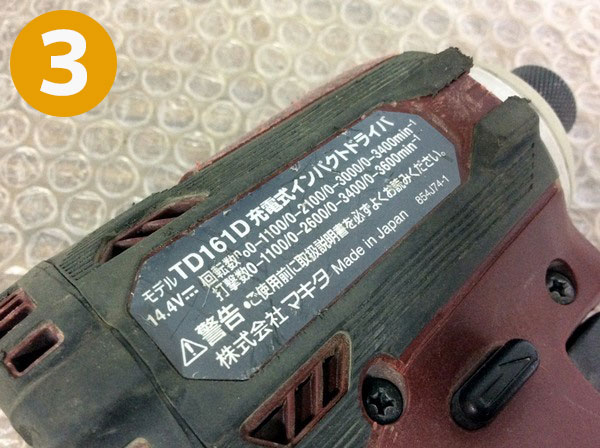 3
モデル TD161D 充電式インパクトドライバ
14.4V⎓ 回転数0-1100/0-2100/0-3000/0-3400min⁻¹
打撃数0-1100/0-2600/0-3400/0-3600min⁻¹
⚠警告 •ご使用前に取扱説明書を必ずよくお読みください。
株式会社 マキタ Made in Japan 854J74-1